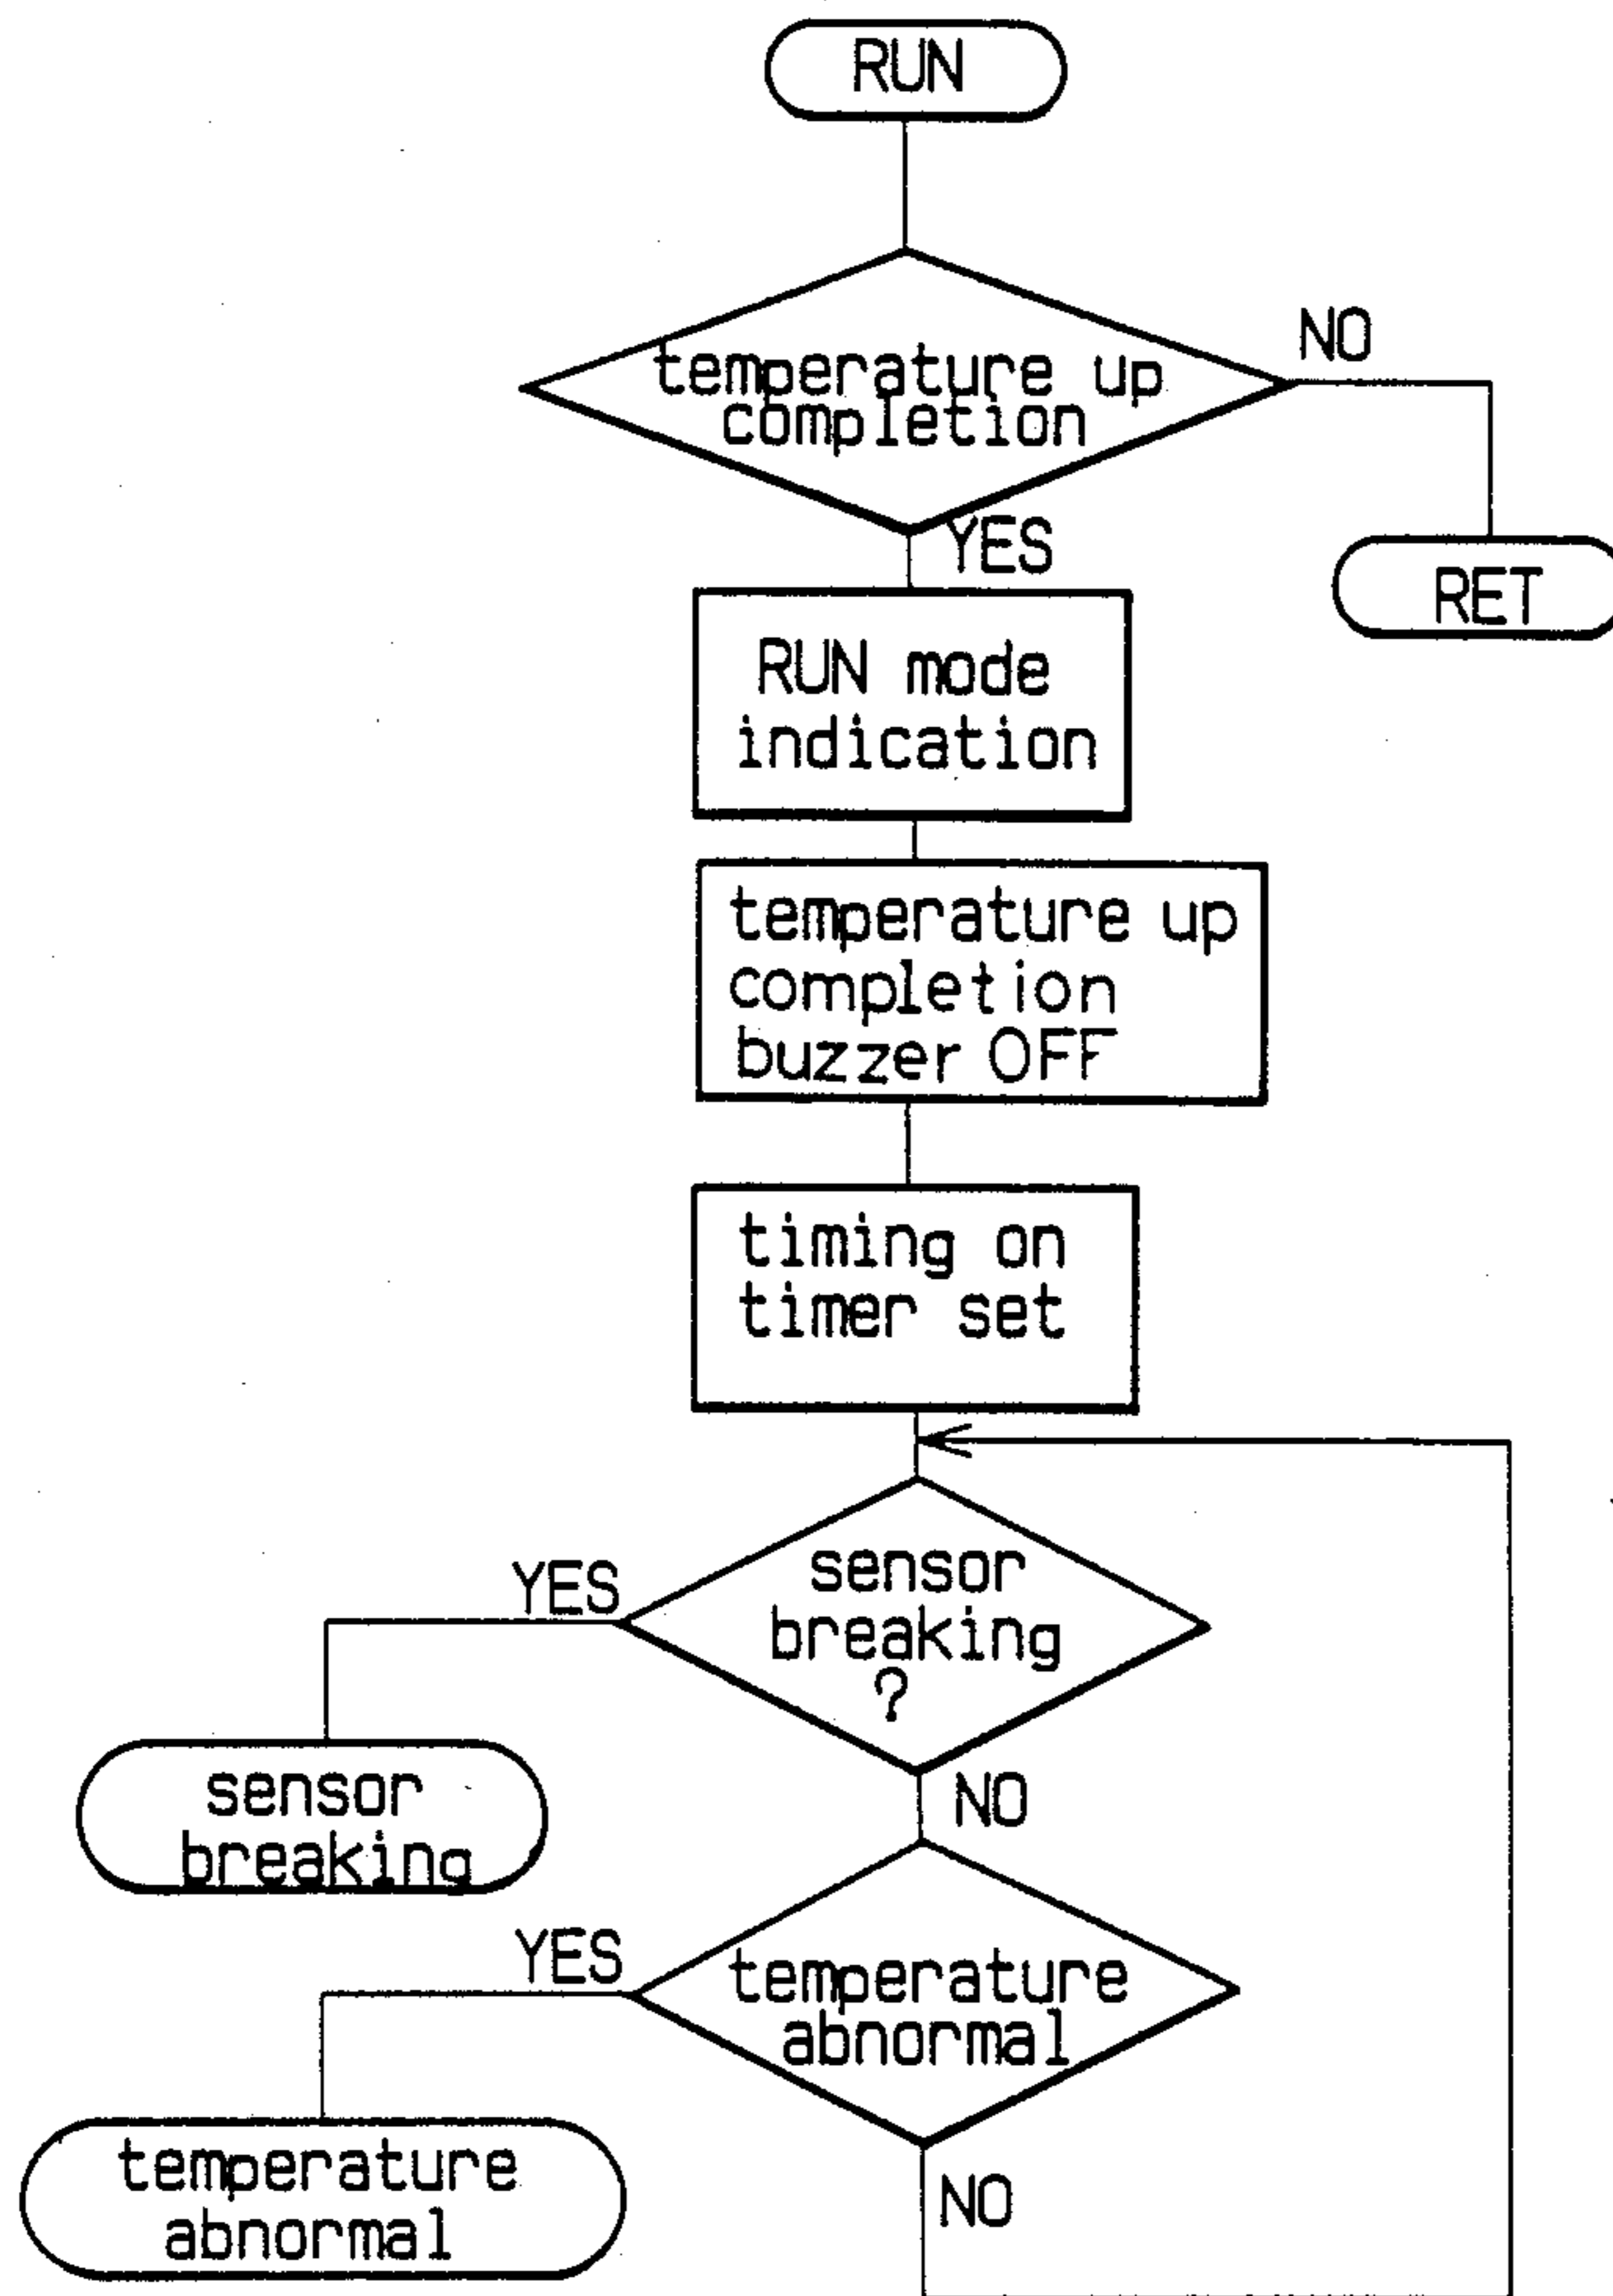 RUN
temperature up
completion
NO
YES
RET
RUN mode
indication
temperature up
completion
buzzer OFF
timing on
timer set
YES
sensor
breaking
?
sensor
breaking
NO
YES
temperature
abnormal
temperature
abnormal
NO